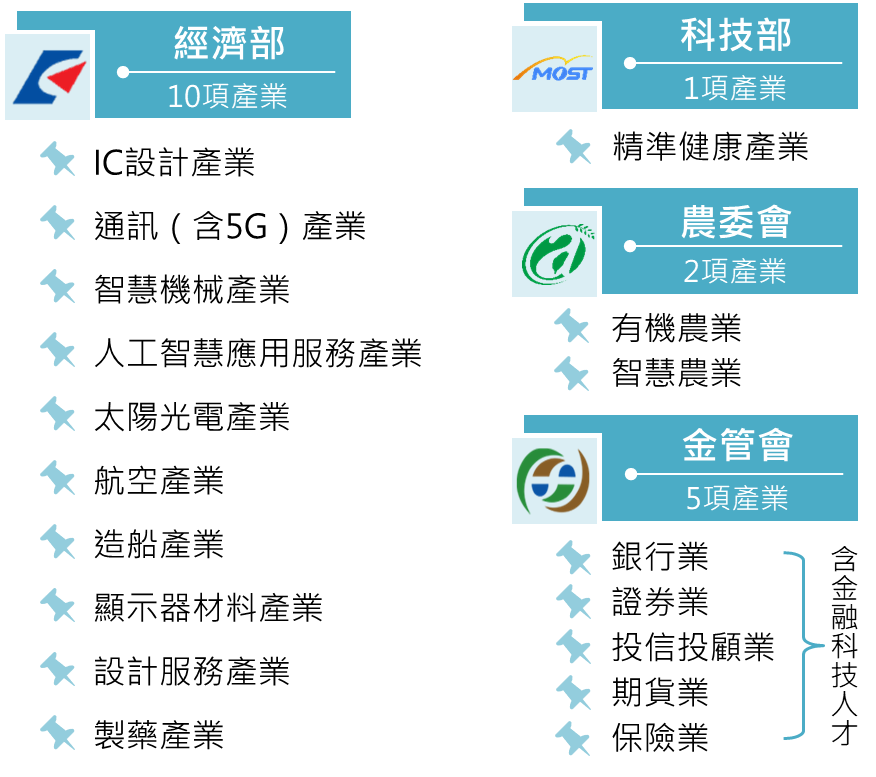 經濟部
10項產業
IC設計產業
通訊（含5G）產業
智慧機械產業
人工智慧應用服務產業
太陽光電產業
航空產業
造船產業
顯示器材料產業
設計服務產業
製藥產業
MOST
科技部
1項產業
精準健康產業
農委會
2項產業
有機農業
智慧農業
金管會
5項產業
銀行業
證券業
投信投顧業
期貨業
保險業
含金融科技人才